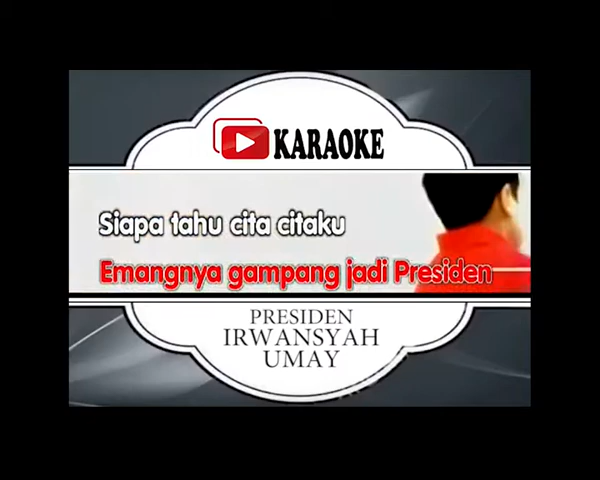 KARAOKE
Siapa tahu cita citaku
Emangnya gampang jadi Presiden
PRESIDEN
IRWANSYAH
UMAY